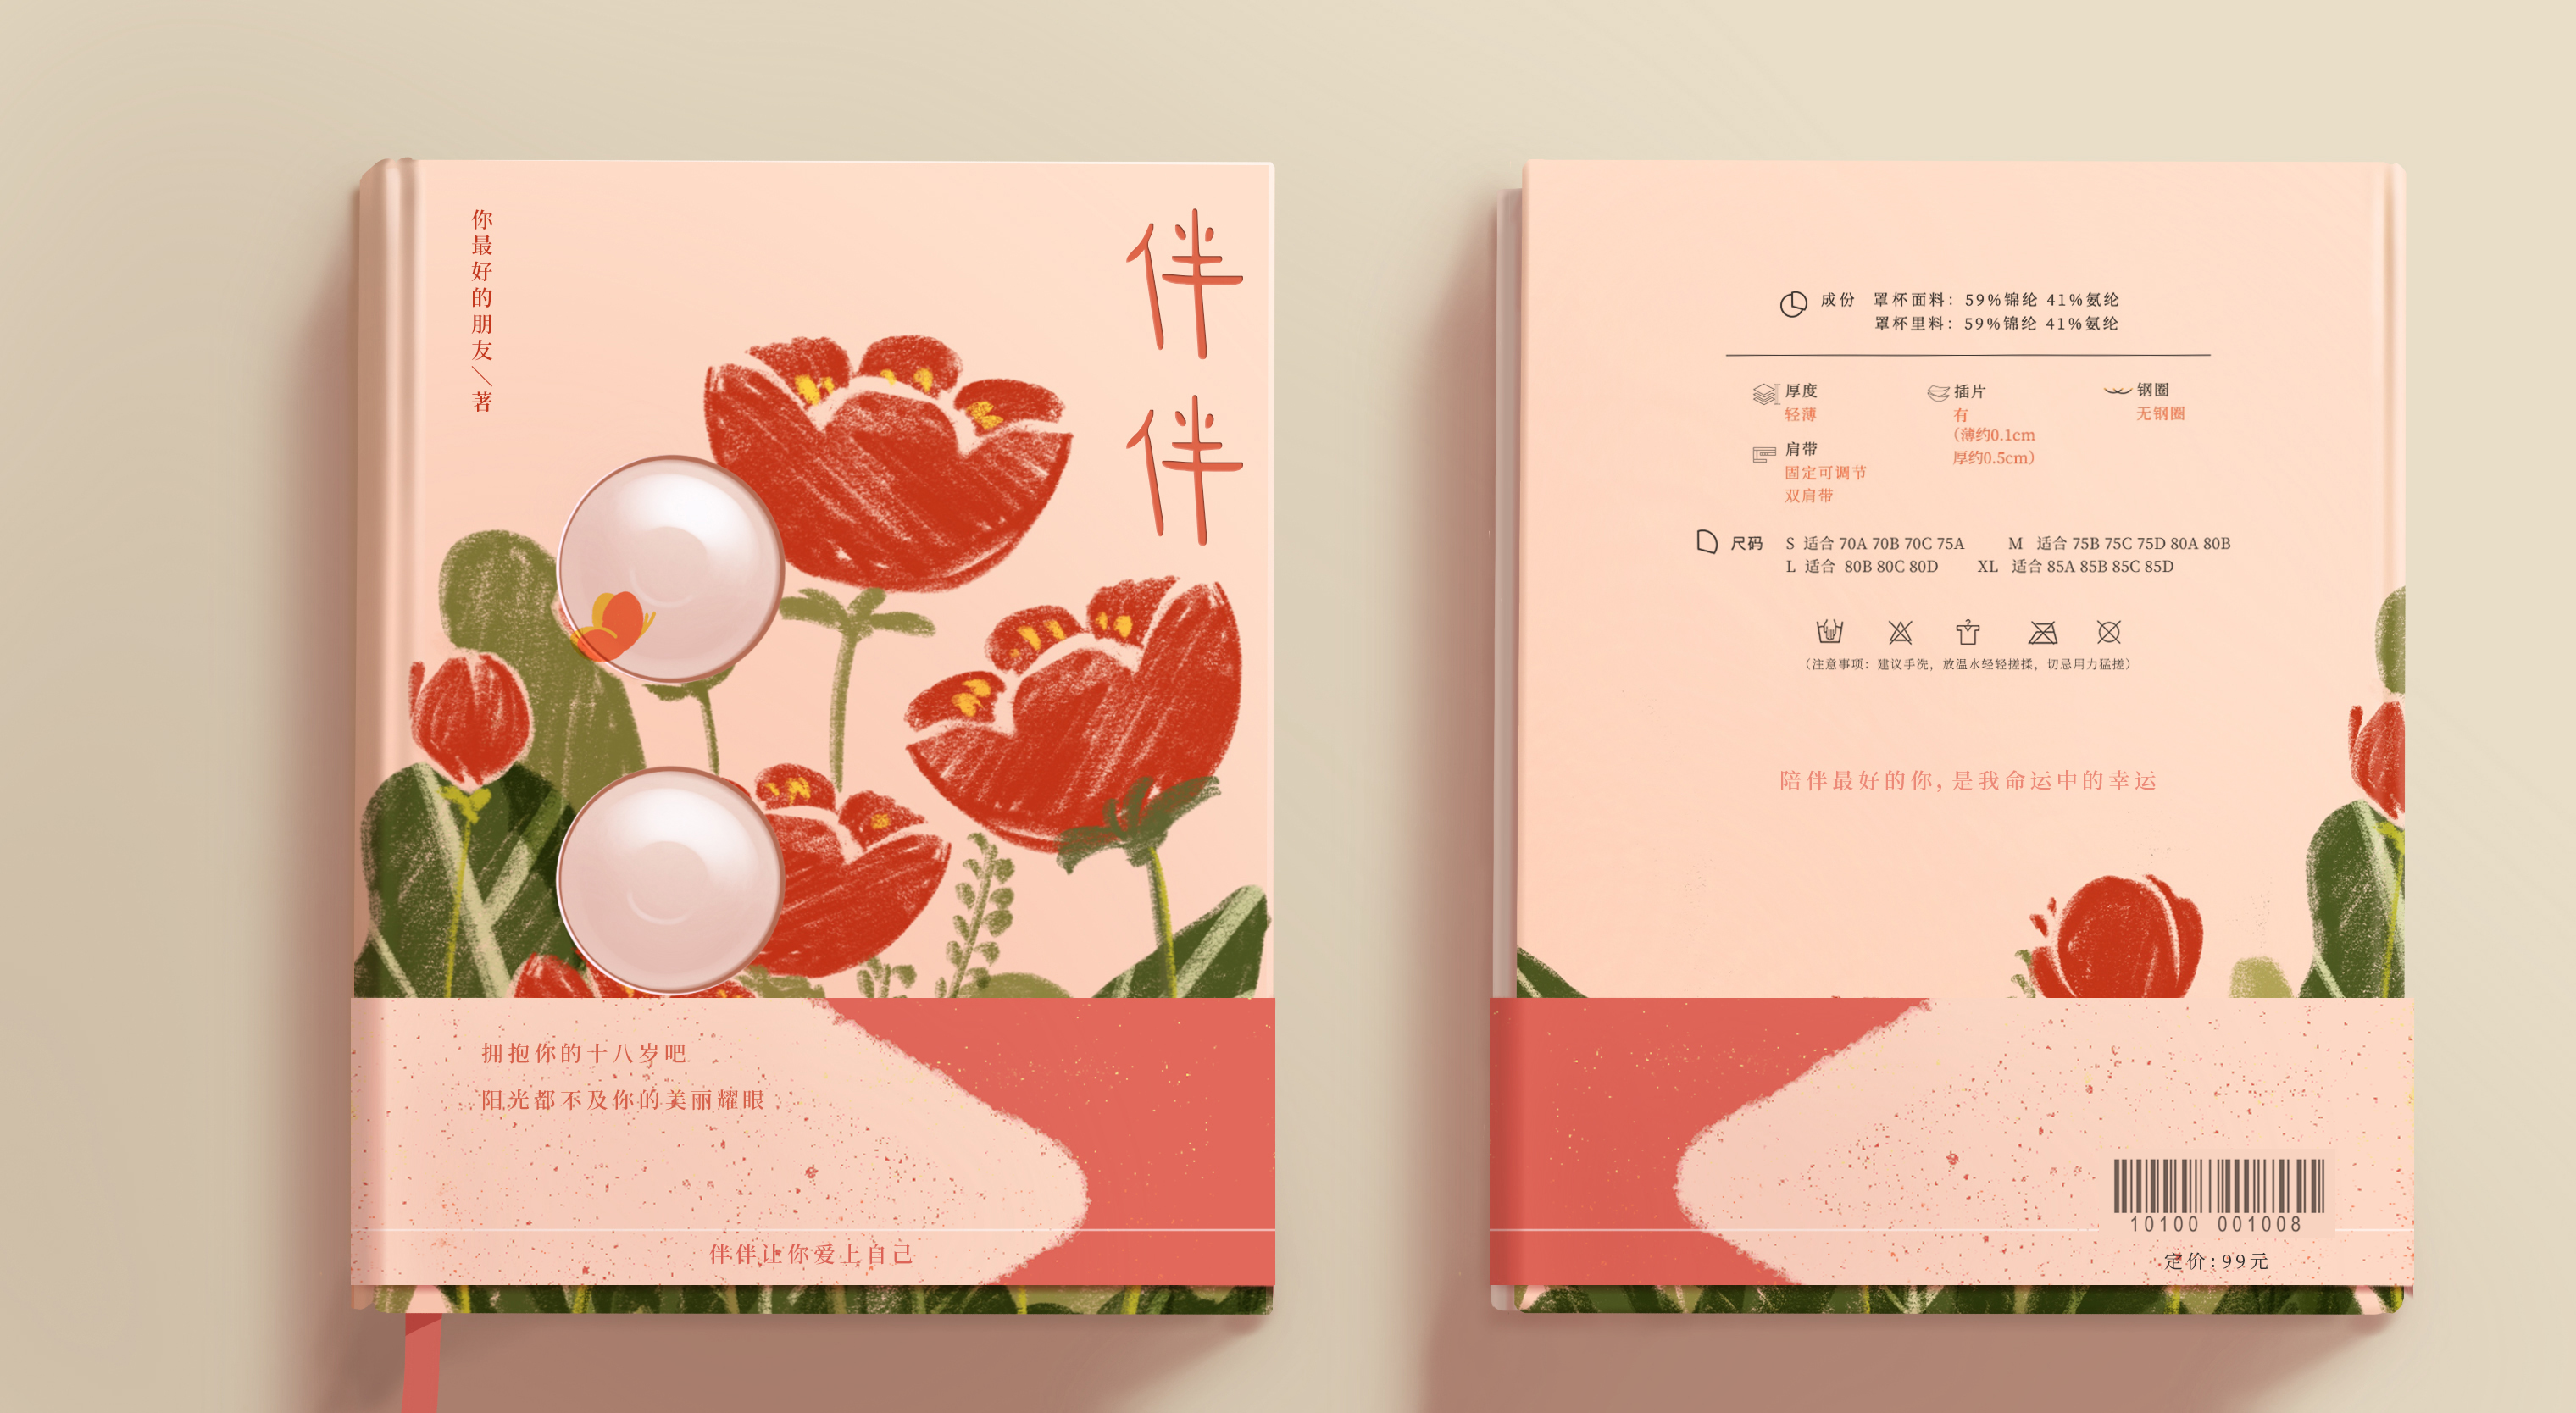 你最好的朋友＼著
伴伴
拥抱你的十八岁吧
阳光都不及你的美丽耀眼
伴伴让你爱上自己
成份 罩杯面料：59%锦纶 41%氨纶
罩杯里料：59%锦纶 41%氨纶
厚度
轻薄
插片
有
（薄约0.1cm
厚约0.5cm）
钢圈
无钢圈
肩带
固定可调节
双肩带
尺码 S 适合 70A 70B 70C 75A M 适合 75B 75C 75D 80A 80B
L 适合 80B 80C 80D XL 适合 85A 85B 85C 85D
（注意事项：建议手洗，放温水轻轻搓揉，切忌用力猛搓）
陪伴最好的你，是我命运中的幸运
10100 001008
定价：99元